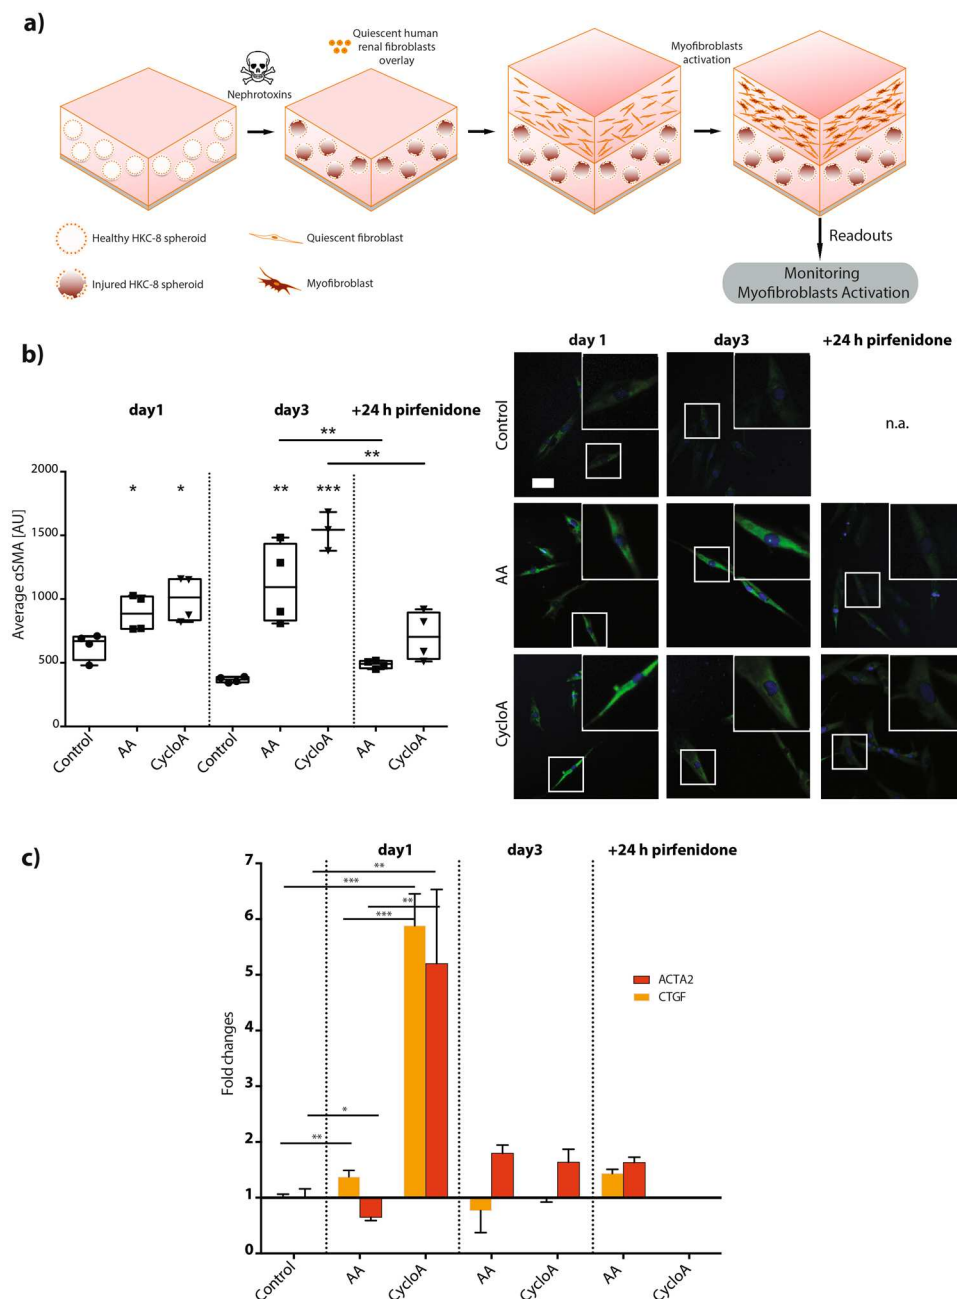 a)
Quiescent human
renal fibroblasts
overlay
Nephrotoxins
Myofibroblasts
activation
Healthy HKC-8 spheroid
Quiescent fibroblast
Injured HKC-8 spheroid
Myofibroblast
Readouts
Monitoring
Myofibroblasts Activation
b)
day1
day3
+24 h pirfenidone
**
**
*
*
**
***
Average αSMA [AU]
2000
1500
1000
500
0
Control
AA
CycloA
Control
AA
CycloA
AA
CycloA
day 1
day3
+24 h pirfenidone
Control
n.a.
AA
CycloA
c)
day1
day3
+24 h pirfenidone
**
***
**
***
*
**
Fold changes
7
6
5
4
3
2
1
0
ACTA2
CTGF
Control
AA
CycloA
AA
CycloA
AA
CycloA